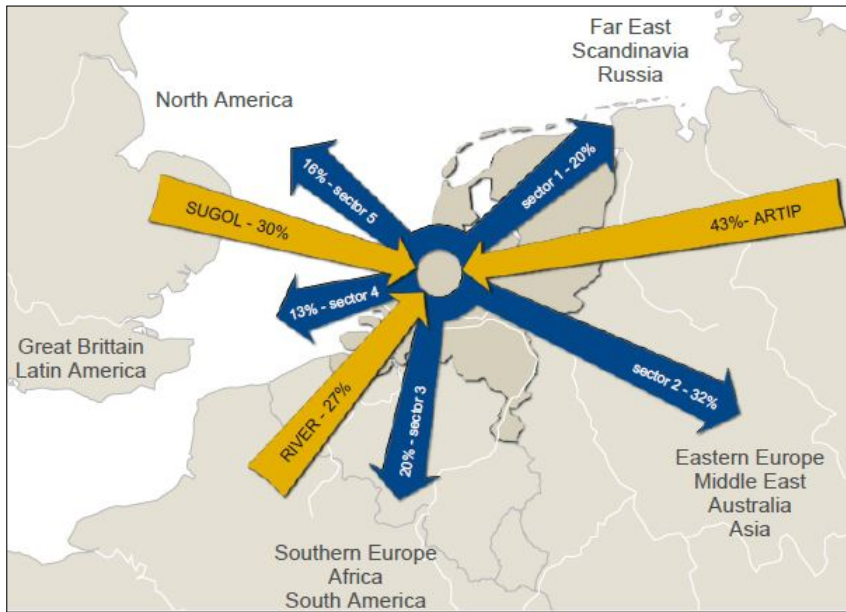 Far East
Scandinavia
Russia
North America
16% - sector 5
sector 1 - 20%
SUGOL - 30%
43%- ARTIP
13% - sector 4
Great Brittain
Latin America
RIVER - 27%
20% - sector 3
sector 2 - 32%
Eastern Europe
Middle East
Australia
Asia
Southern Europe
Africa
South America